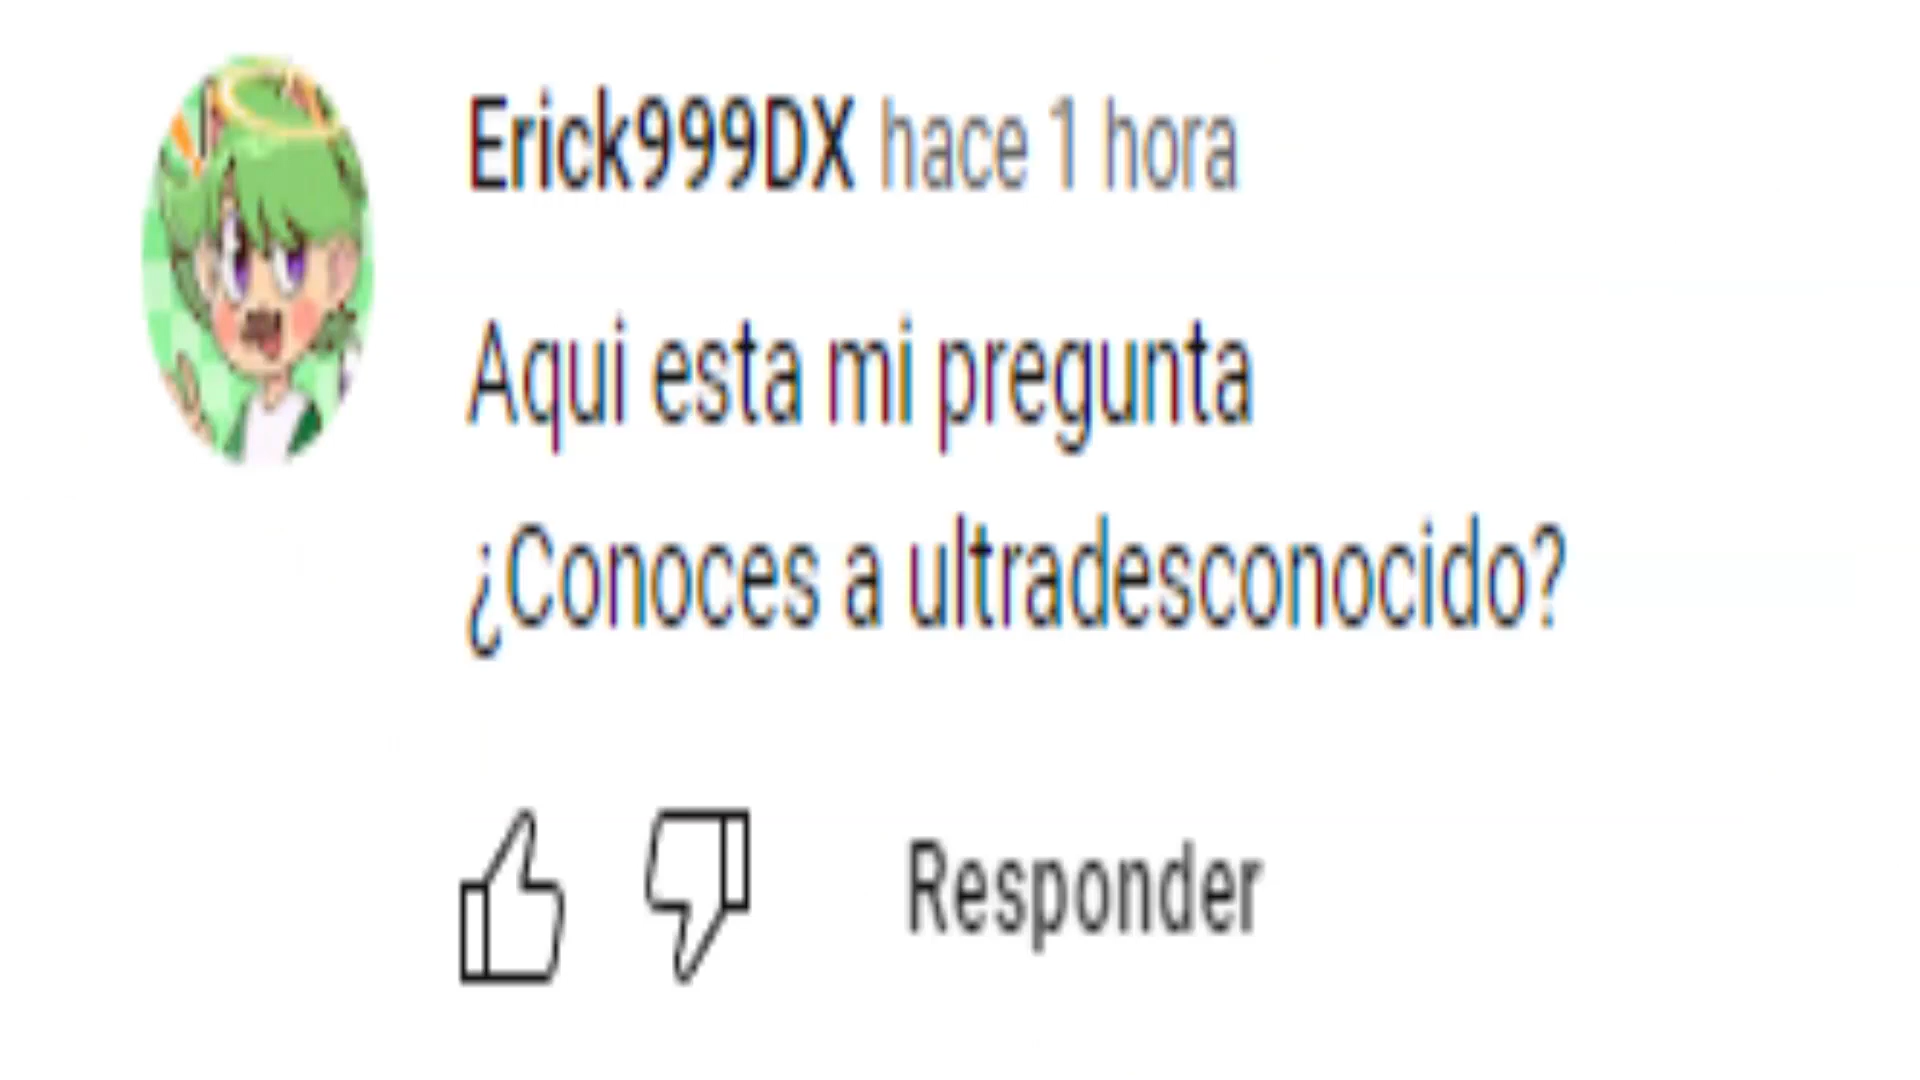 Erick999DX hace 1 hora
Aqui esta mi pregunta
¿Conoces a ultradesconocido?
Responder